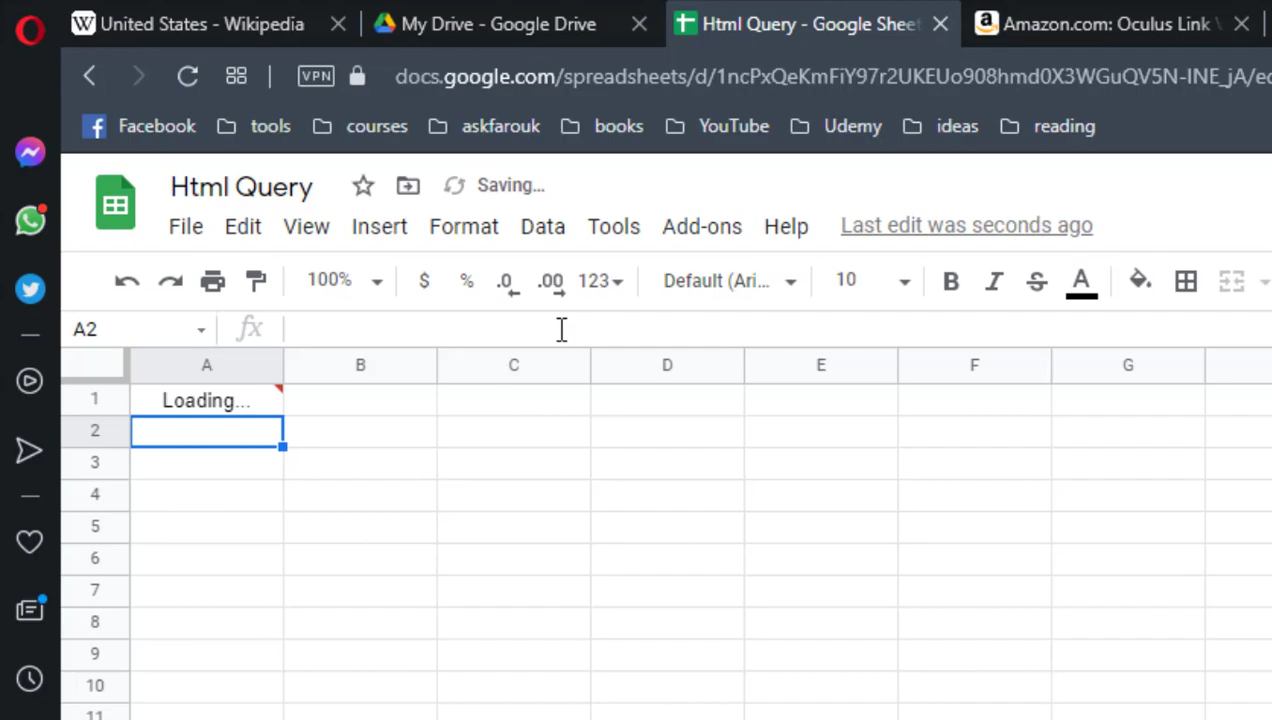 United States - Wikipedia
My Drive - Google Drive
Html Query - Google Sheet
Amazon.com: Oculus Link
VPN
docs.google.com/spreadsheets/d/1ncPxQeKmFiY97r2UKEUo908hmd0X3WGuQV5N-INE_jA/ec
Facebook tools courses askfarouk books YouTube Udemy ideas reading
Html Query Saving...
File Edit View Insert Format Data Tools Add-ons Help Last edit was seconds ago
100% $ % .0 .00 123 Default (Ari... 10 B I S A
A2 fx
A B C D E F G
1 Loading...
2
3
4
5
6
7
8
9
10
11